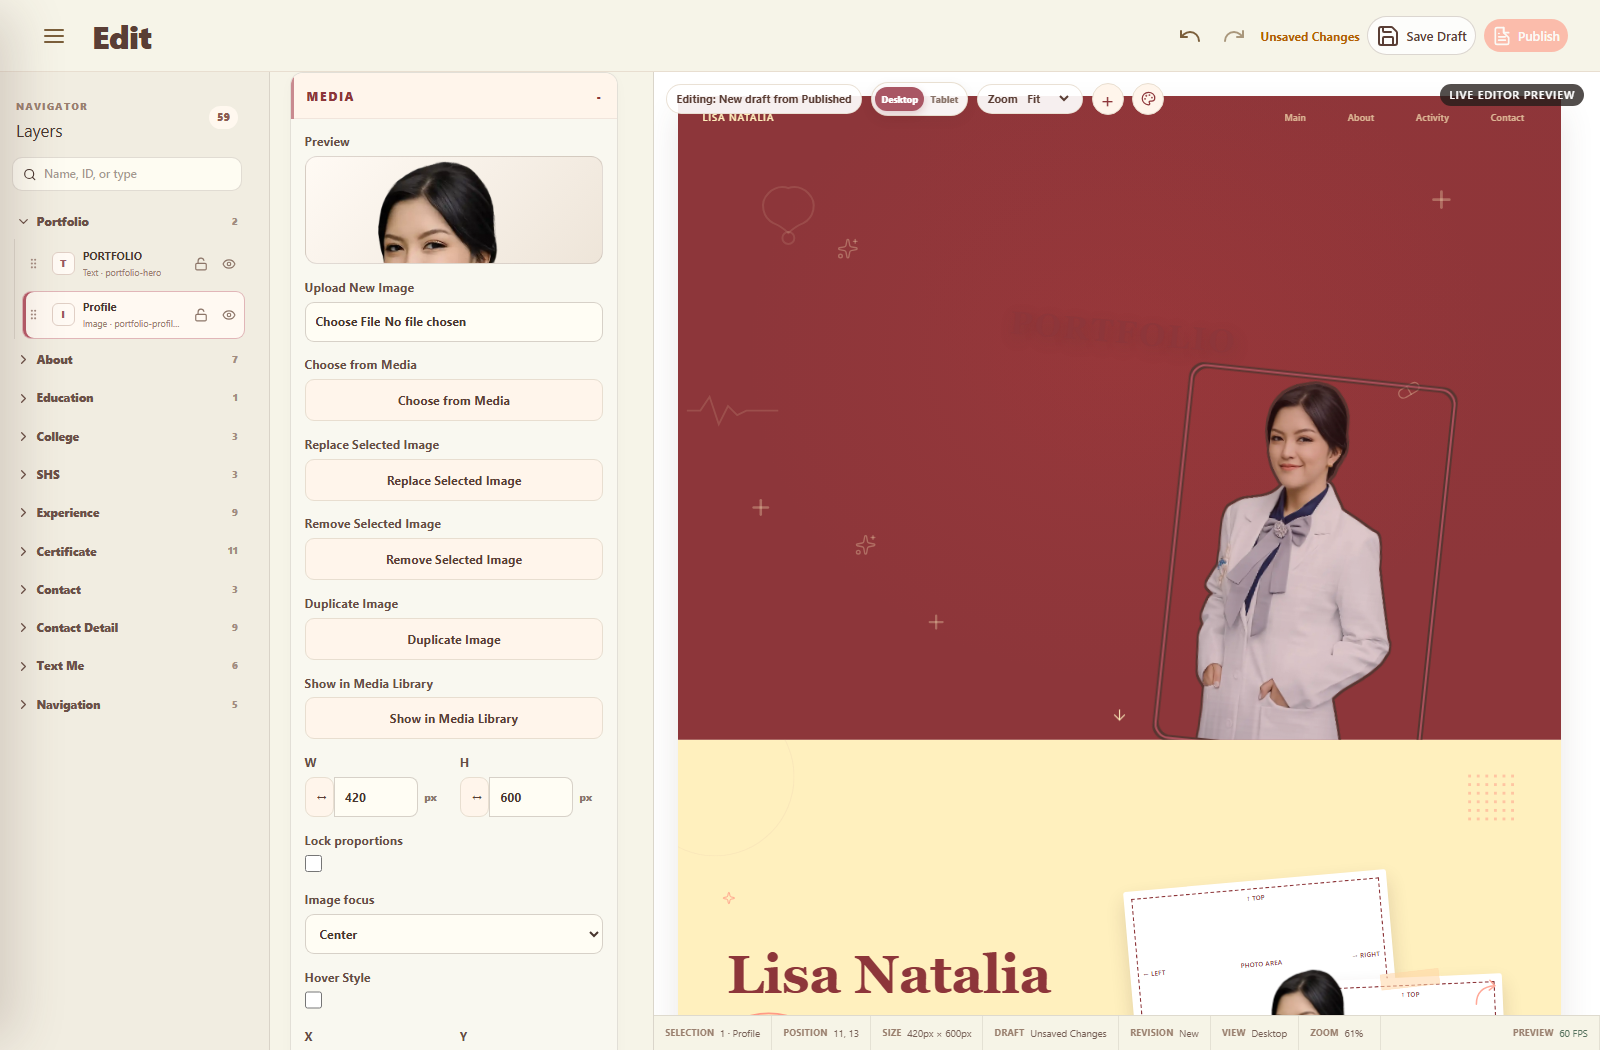 Edit
Unsaved Changes
Save Draft
Publish
NAVIGATOR
Layers
59
Name, ID, or type
Portfolio 2
T PORTFOLIO
Text · portfolio-hero
I Profile
Image · portfolio-profil...
About 7
Education 1
College 3
SHS 3
Experience 9
Certificate 11
Contact 3
Contact Detail 9
Text Me 6
Navigation 5
MEDIA -
Preview
Upload New Image
Choose File No file chosen
Choose from Media
Choose from Media
Replace Selected Image
Replace Selected Image
Remove Selected Image
Remove Selected Image
Duplicate Image
Duplicate Image
Show in Media Library
Show in Media Library
W H
↔ 420 px ↔ 600 px
Lock proportions
Image focus
Center
Hover Style
X Y
Editing: New draft from Published
Desktop Tablet
Zoom Fit
+
LIVE EDITOR PREVIEW
LISA NATALIA
Main About Activity Contact
↑ TOP
← LEFT PHOTO AREA → RIGHT
↑ TOP
Lisa Natalia
SELECTION 1 · Profile POSITION 11, 13 SIZE 420px × 600px DRAFT Unsaved Changes REVISION New VIEW Desktop ZOOM 61% PREVIEW 60 FPS